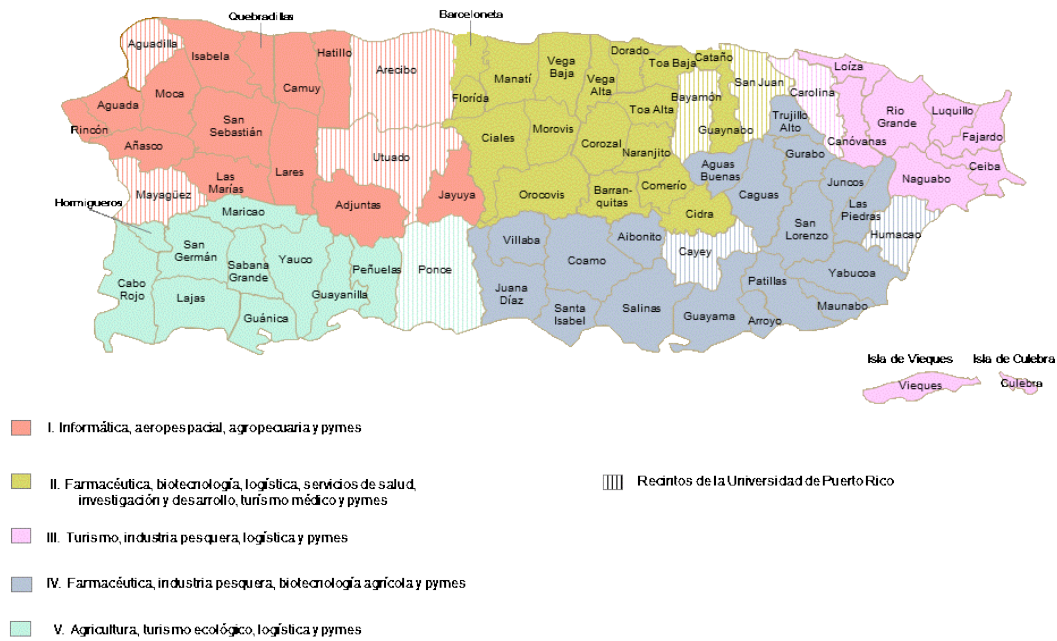 Quebradillas
Barceloneta
Aguadilla
Isabela
Hatillo
Arecibo
Dorado
Vega
Baja
Toa Baja
Cataño
San Juan
Loíza
Moca
Camuy
Manatí
Vega
Alta
Florida
Bayamón
Carolina
Rio
Grande
Luquillo
Aguada
Toa Alta
Trujillo
Alto
Fajardo
Rincón
San
Sebastián
Ciales
Morovis
Corozal
Guaynabo
Canóvanas
Añasco
Utuado
Naranjito
Gurabo
Ceiba
Aguas
Buenas
Naguabo
Las
Marías
Lares
Juncos
Mayagüez
Jayuya
Orocovis
Barran-
quitas
Comerío
Caguas
Hormigueros
Adjuntas
Las
Piedras
Maricao
Cidra
San
Lorenzo
Humacao
Villaba
Aibonito
San
Germán
Yauco
Cayey
Sabana
Grande
Peñuelas
Ponce
Coamo
Yabucoa
Cabo
Rojo
Patillas
Lajas
Guayanilla
Juana
Díaz
Santa
Isabel
Salinas
Guayama
Maunabo
Guánica
Arroyo
Isla de Vieques
Isla de Culebra
Vieques
Culebra
I. Informática, aeropespacial, agropecuaria y pymes
II. Farmacéutica, biotecnología, logística, servicios de salud,
investigación y desarrollo, turísmo médico y pymes
Recintos de la Universidad de Puerto Rico
III. Turismo, industria pesquera, logística y pymes
IV. Farmacéutica, industria pesquera, biotecnología agrícola y pymes
V. Agricultura, turismo ecológico, logística y pymes